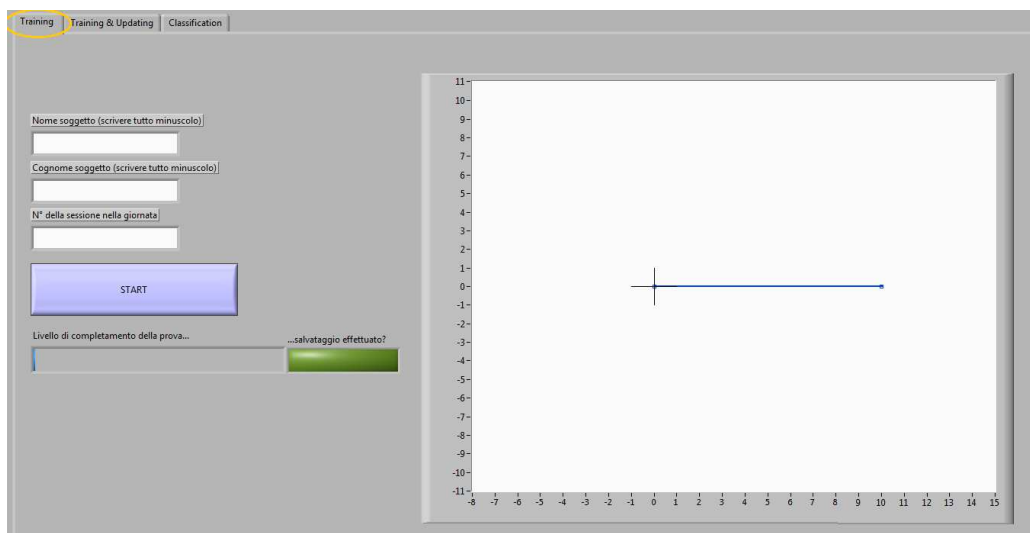 Training Training & Updating Classification
Nome soggetto (scrivere tutto minuscolo)
Cognome soggetto (scrivere tutto minuscolo)
N° della sessione nella giornata
START
Livello di completamento della prova...
...salvataggio effettuato?
11
10
9
8
7
6
5
4
3
2
1
0
-1
-2
-3
-4
-5
-6
-7
-8
-9
-10
-11
-8 -7 -6 -5 -4 -3 -2 -1 0 1 2 3 4 5 6 7 8 9 10 11 12 13 14 15